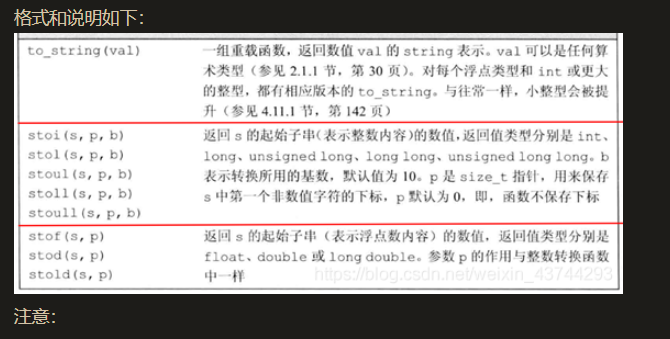 格式和说明如下：
to_string(val) 一组重载函数，返回数值 val 的 string 表示。val 可以是任何算
术类型（参见 2.1.1 节，第 30 页）。对每个浮点类型和 int 或更大
的整型，都有相应版本的 to_string。与往常一样，小整型会被提
升（参见 4.11.1 节，第 142 页）
stoi(s, p, b) 返回 s 的起始子串（表示整数内容）的数值，返回值类型分别是 int、
stol(s, p, b) long、unsigned long、long long、unsigned long long。b
stoul(s, p, b) 表示转换所用的基数，默认值为 10。p 是 size_t 指针，用来保存
stoll(s, p, b) s 中第一个非数值字符的下标，p 默认为 0，即，函数不保存下标
stoull(s, p, b)
stof(s, p) 返回 s 的起始子串（表示浮点数内容）的数值，返回值类型分别是
stod(s, p) float、double 或 long double。参数 p 的作用与整数转换函数
stold(s, p) 中一样
https://blog.csdn.net/weixin_43744293
注意：